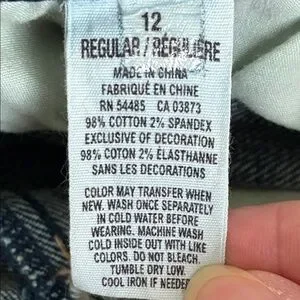 12
REGULAR / RÉGULIERE
MADE IN CHINA
FABRIQUÉ EN CHINE
RN 54485 CA 03873
98% COTTON 2% SPANDEX
EXCLUSIVE OF DECORATION
98% COTON 2% ÉLASTHANNE
SANS LES DECORATIONS
COLOR MAY TRANSFER WHEN
NEW. WASH ONCE SEPARATELY
IN COLD WATER BEFORE
WEARING. MACHINE WASH
COLD INSIDE OUT WITH LIKE
COLORS. DO NOT BLEACH.
TUMBLE DRY LOW.
COOL IRON IF NEEDED.